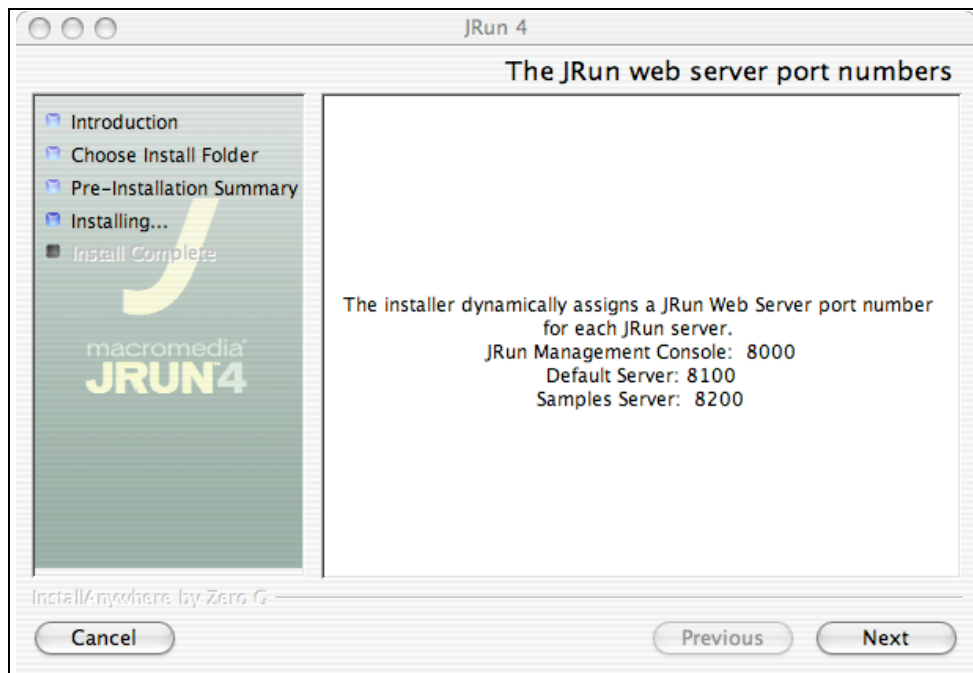 JRun 4
The JRun web server port numbers
Introduction
Choose Install Folder
Pre-Installation Summary
Installing...
Install Complete
macromedia®
JRUN™4
The installer dynamically assigns a JRun Web Server port number
for each JRun server.
JRun Management Console:  8000
Default Server: 8100
Samples Server:  8200
InstallAnywhere by Zero G
Cancel
Previous
Next